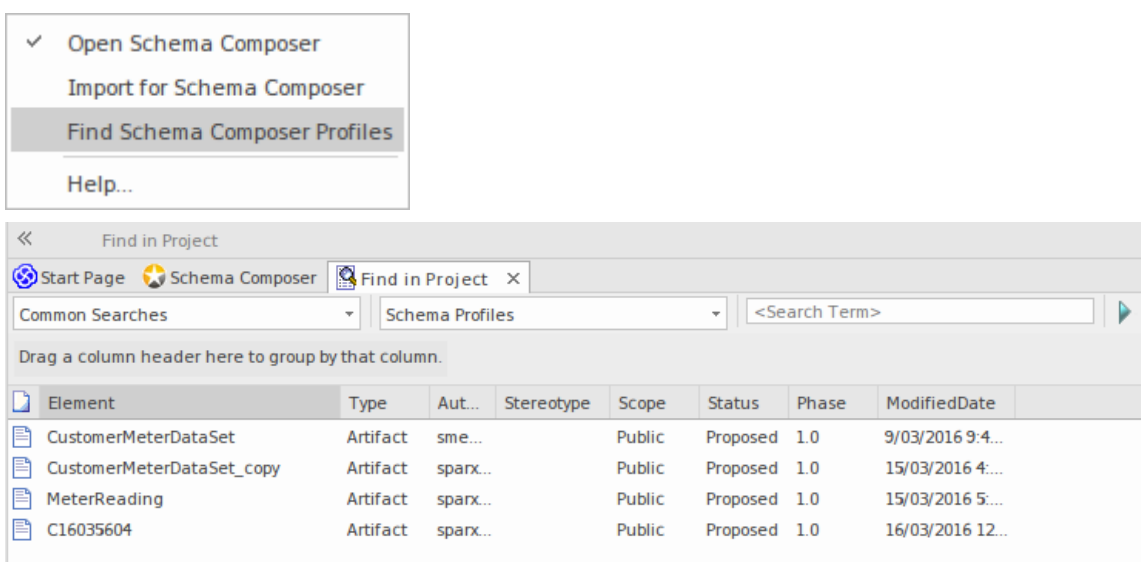 Open Schema Composer
Import for Schema Composer
Find Schema Composer Profiles
Help...
Find in Project
Start Page Schema Composer Find in Project
Common Searches Schema Profiles <Search Term>
Drag a column header here to group by that column.
Element Type Aut... Stereotype Scope Status Phase ModifiedDate
CustomerMeterDataSet Artifact sme... Public Proposed 1.0 9/03/2016 9:4...
CustomerMeterDataSet_copy Artifact sparx... Public Proposed 1.0 15/03/2016 4:...
MeterReading Artifact sparx... Public Proposed 1.0 15/03/2016 5:...
C16035604 Artifact sparx... Public Proposed 1.0 16/03/2016 12...